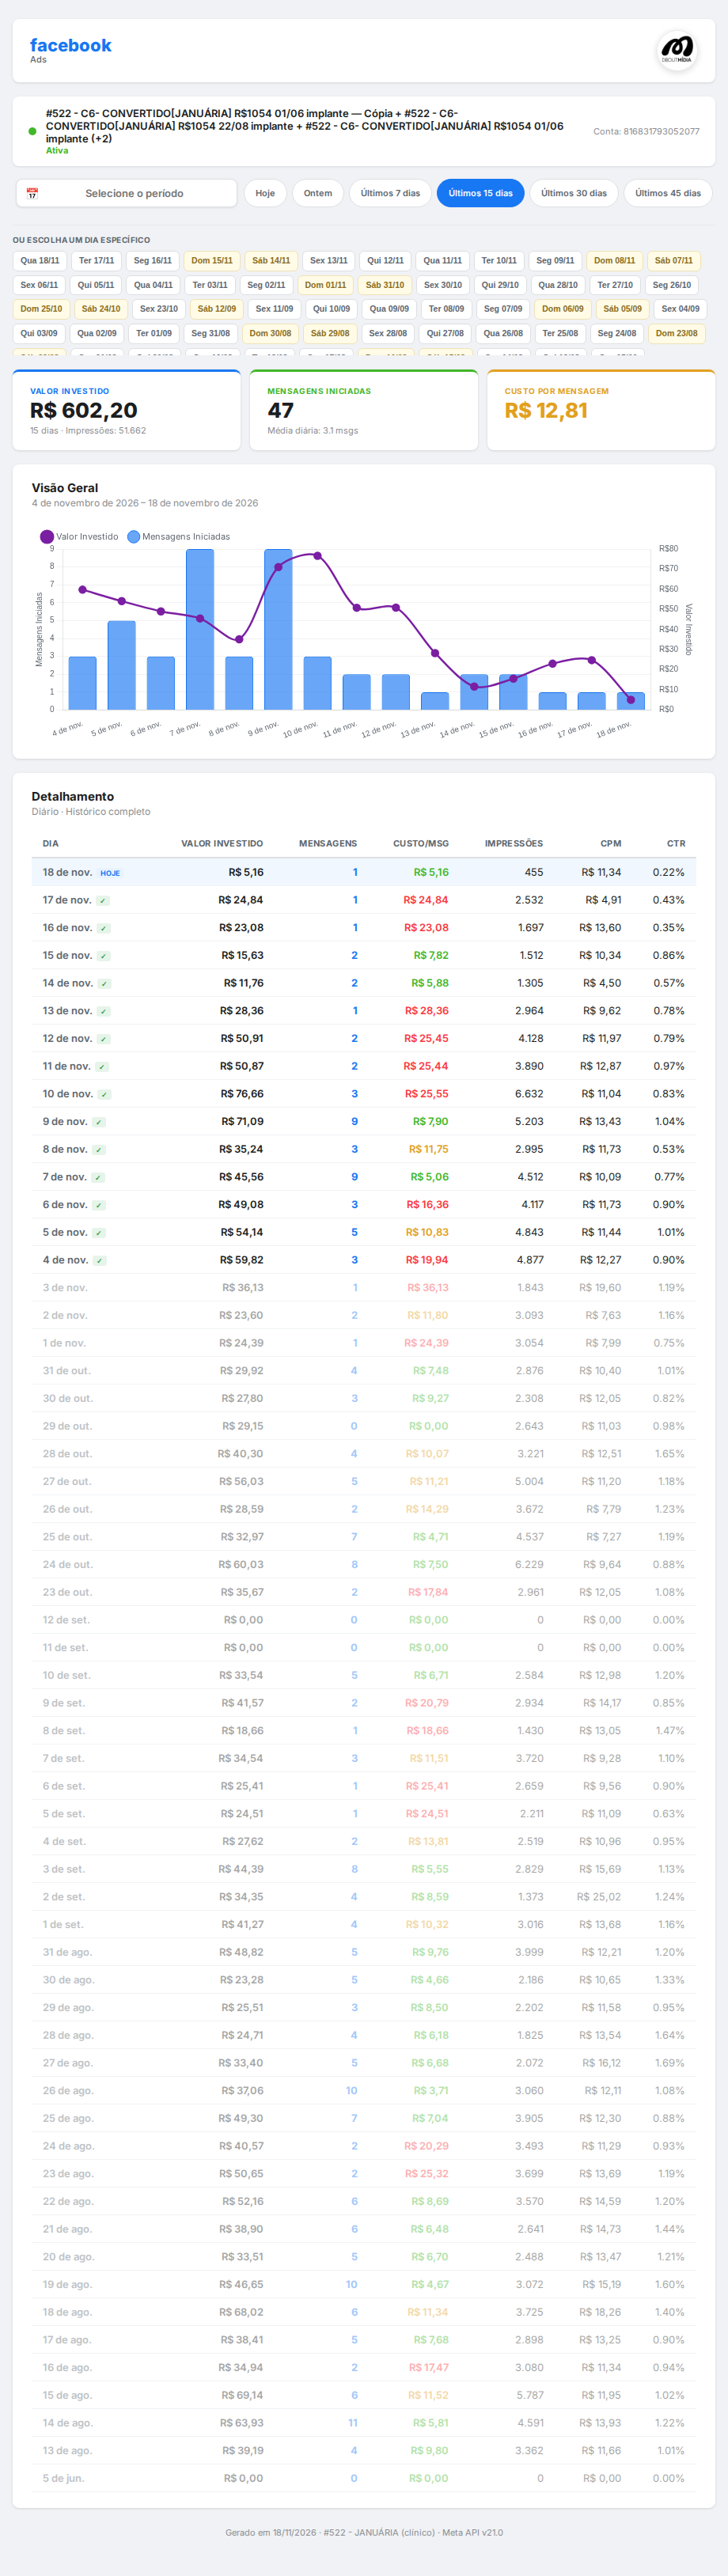 facebook
Ads
DBOUTMÍDIA
#522 - C6- CONVERTIDO[JANUÁRIA] R$1054 01/06 implante — Cópia + #522 - C6-
CONVERTIDO[JANUÁRIA] R$1054 22/08 implante + #522 - C6- CONVERTIDO[JANUÁRIA] R$1054 01/06
implante (+2)
Ativa
Conta: 816831793052077
Selecione o período
Hoje
Ontem
Últimos 7 dias
Últimos 15 dias
Últimos 30 dias
Últimos 45 dias
OU ESCOLHA UM DIA ESPECÍFICO
Qua 18/11 Ter 17/11 Seg 16/11 Dom 15/11 Sáb 14/11 Sex 13/11 Qui 12/11 Qua 11/11 Ter 10/11 Seg 09/11 Dom 08/11 Sáb 07/11
Sex 06/11 Qui 05/11 Qua 04/11 Ter 03/11 Seg 02/11 Dom 01/11 Sáb 31/10 Sex 30/10 Qui 29/10 Qua 28/10 Ter 27/10 Seg 26/10
Dom 25/10 Sáb 24/10 Sex 23/10 Sáb 12/09 Sex 11/09 Qui 10/09 Qua 09/09 Ter 08/09 Seg 07/09 Dom 06/09 Sáb 05/09 Sex 04/09
Qui 03/09 Qua 02/09 Ter 01/09 Seg 31/08 Dom 30/08 Sáb 29/08 Sex 28/08 Qui 27/08 Qua 26/08 Ter 25/08 Seg 24/08 Dom 23/08
VALOR INVESTIDO
R$ 602,20
15 dias · Impressões: 51.662
MENSAGENS INICIADAS
47
Média diária: 3.1 msgs
CUSTO POR MENSAGEM
R$ 12,81
Visão Geral
4 de novembro de 2026 – 18 de novembro de 2026
Valor Investido Mensagens Iniciadas
Mensagens Iniciadas
9
8
7
6
5
4
3
2
1
0
R$80
R$70
R$60
R$50
R$40
R$30
R$20
R$10
R$0
Valor Investido
4 de nov. 5 de nov. 6 de nov. 7 de nov. 8 de nov. 9 de nov. 10 de nov. 11 de nov. 12 de nov. 13 de nov. 14 de nov. 15 de nov. 16 de nov. 17 de nov. 18 de nov.
Detalhamento
Diário · Histórico completo
DIA VALOR INVESTIDO MENSAGENS CUSTO/MSG IMPRESSÕES CPM CTR
18 de nov. HOJE R$ 5,16 1 R$ 5,16 455 R$ 11,34 0.22%
17 de nov. ✓ R$ 24,84 1 R$ 24,84 2.532 R$ 4,91 0.43%
16 de nov. ✓ R$ 23,08 1 R$ 23,08 1.697 R$ 13,60 0.35%
15 de nov. ✓ R$ 15,63 2 R$ 7,82 1.512 R$ 10,34 0.86%
14 de nov. ✓ R$ 11,76 2 R$ 5,88 1.305 R$ 4,50 0.57%
13 de nov. ✓ R$ 28,36 1 R$ 28,36 2.964 R$ 9,62 0.78%
12 de nov. ✓ R$ 50,91 2 R$ 25,45 4.128 R$ 11,97 0.79%
11 de nov. ✓ R$ 50,87 2 R$ 25,44 3.890 R$ 12,87 0.97%
10 de nov. ✓ R$ 76,66 3 R$ 25,55 6.632 R$ 11,04 0.83%
9 de nov. ✓ R$ 71,09 9 R$ 7,90 5.203 R$ 13,43 1.04%
8 de nov. ✓ R$ 35,24 3 R$ 11,75 2.995 R$ 11,73 0.53%
7 de nov. ✓ R$ 45,56 9 R$ 5,06 4.512 R$ 10,09 0.77%
6 de nov. ✓ R$ 49,08 3 R$ 16,36 4.117 R$ 11,73 0.90%
5 de nov. ✓ R$ 54,14 5 R$ 10,83 4.843 R$ 11,44 1.01%
4 de nov. ✓ R$ 59,82 3 R$ 19,94 4.877 R$ 12,27 0.90%
3 de nov. R$ 36,13 1 R$ 36,13 1.843 R$ 19,60 1.19%
2 de nov. R$ 23,60 2 R$ 11,80 3.093 R$ 7,63 1.16%
1 de nov. R$ 24,39 1 R$ 24,39 3.054 R$ 7,99 0.75%
31 de out. R$ 29,92 4 R$ 7,48 2.876 R$ 10,40 1.01%
30 de out. R$ 27,80 3 R$ 9,27 2.308 R$ 12,05 0.82%
29 de out. R$ 29,15 0 R$ 0,00 2.643 R$ 11,03 0.98%
28 de out. R$ 40,30 4 R$ 10,07 3.221 R$ 12,51 1.65%
27 de out. R$ 56,03 5 R$ 11,21 5.004 R$ 11,20 1.18%
26 de out. R$ 28,59 2 R$ 14,29 3.672 R$ 7,79 1.23%
25 de out. R$ 32,97 7 R$ 4,71 4.537 R$ 7,27 1.19%
24 de out. R$ 60,03 8 R$ 7,50 6.229 R$ 9,64 0.88%
23 de out. R$ 35,67 2 R$ 17,84 2.961 R$ 12,05 1.08%
12 de set. R$ 0,00 0 R$ 0,00 0 R$ 0,00 0.00%
11 de set. R$ 0,00 0 R$ 0,00 0 R$ 0,00 0.00%
10 de set. R$ 33,54 5 R$ 6,71 2.584 R$ 12,98 1.20%
9 de set. R$ 41,57 2 R$ 20,79 2.934 R$ 14,17 0.85%
8 de set. R$ 18,66 1 R$ 18,66 1.430 R$ 13,05 1.47%
7 de set. R$ 34,54 3 R$ 11,51 3.720 R$ 9,28 1.10%
6 de set. R$ 25,41 1 R$ 25,41 2.659 R$ 9,56 0.90%
5 de set. R$ 24,51 1 R$ 24,51 2.211 R$ 11,09 0.63%
4 de set. R$ 27,62 2 R$ 13,81 2.519 R$ 10,96 0.95%
3 de set. R$ 44,39 8 R$ 5,55 2.829 R$ 15,69 1.13%
2 de set. R$ 34,35 4 R$ 8,59 1.373 R$ 25,02 1.24%
1 de set. R$ 41,27 4 R$ 10,32 3.016 R$ 13,68 1.16%
31 de ago. R$ 48,82 5 R$ 9,76 3.999 R$ 12,21 1.20%
30 de ago. R$ 23,28 5 R$ 4,66 2.186 R$ 10,65 1.33%
29 de ago. R$ 25,51 3 R$ 8,50 2.202 R$ 11,58 0.95%
28 de ago. R$ 24,71 4 R$ 6,18 1.825 R$ 13,54 1.64%
27 de ago. R$ 33,40 5 R$ 6,68 2.072 R$ 16,12 1.69%
26 de ago. R$ 37,06 10 R$ 3,71 3.060 R$ 12,11 1.08%
25 de ago. R$ 49,30 7 R$ 7,04 3.905 R$ 12,30 0.88%
24 de ago. R$ 40,57 2 R$ 20,29 3.493 R$ 11,29 0.93%
23 de ago. R$ 50,65 2 R$ 25,32 3.699 R$ 13,69 1.19%
22 de ago. R$ 52,16 6 R$ 8,69 3.570 R$ 14,59 1.20%
21 de ago. R$ 38,90 6 R$ 6,48 2.641 R$ 14,73 1.44%
20 de ago. R$ 33,51 5 R$ 6,70 2.488 R$ 13,47 1.21%
19 de ago. R$ 46,65 10 R$ 4,67 3.072 R$ 15,19 1.60%
18 de ago. R$ 68,02 6 R$ 11,34 3.725 R$ 18,26 1.40%
17 de ago. R$ 38,41 5 R$ 7,68 2.898 R$ 13,25 0.90%
16 de ago. R$ 34,94 2 R$ 17,47 3.080 R$ 11,34 0.94%
15 de ago. R$ 69,14 6 R$ 11,52 5.787 R$ 11,95 1.02%
14 de ago. R$ 63,93 11 R$ 5,81 4.591 R$ 13,93 1.22%
13 de ago. R$ 39,19 4 R$ 9,80 3.362 R$ 11,66 1.01%
5 de jun. R$ 0,00 0 R$ 0,00 0 R$ 0,00 0.00%
Gerado em 18/11/2026 · #522 - JANUÁRIA (clínico) · Meta API v21.0